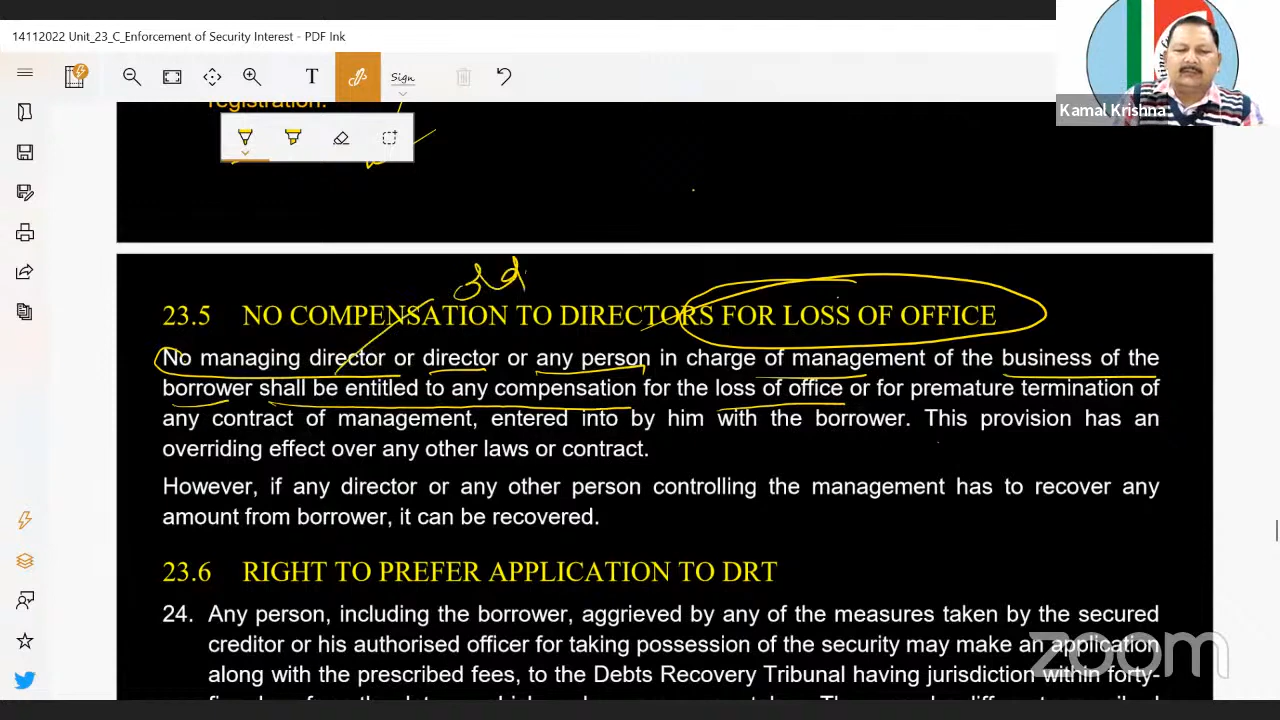 14112022 Unit_23_C_Enforcement of Security Interest - PDF Ink
T
Sign
Kamal Krishna
registration.
old
23.5 NO COMPENSATION TO DIRECTORS FOR LOSS OF OFFICE
No managing director or director or any person in charge of management of the business of the
borrower shall be entitled to any compensation for the loss of office or for premature termination of
any contract of management, entered into by him with the borrower. This provision has an
overriding effect over any other laws or contract.
However, if any director or any other person controlling the management has to recover any
amount from borrower, it can be recovered.
23.6 RIGHT TO PREFER APPLICATION TO DRT
24. Any person, including the borrower, aggrieved by any of the measures taken by the secured
creditor or his authorised officer for taking possession of the security may make an application
along with the prescribed fees, to the Debts Recovery Tribunal having jurisdiction within forty-
zoom